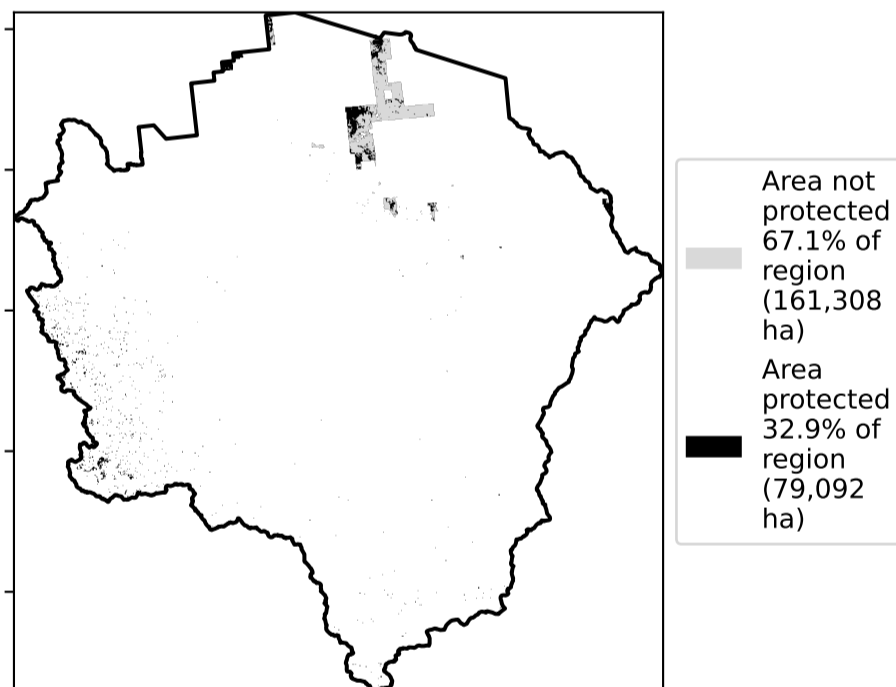 Area not
protected
67.1% of
region
(161,308
ha)
Area
protected
32.9% of
region
(79,092
ha)